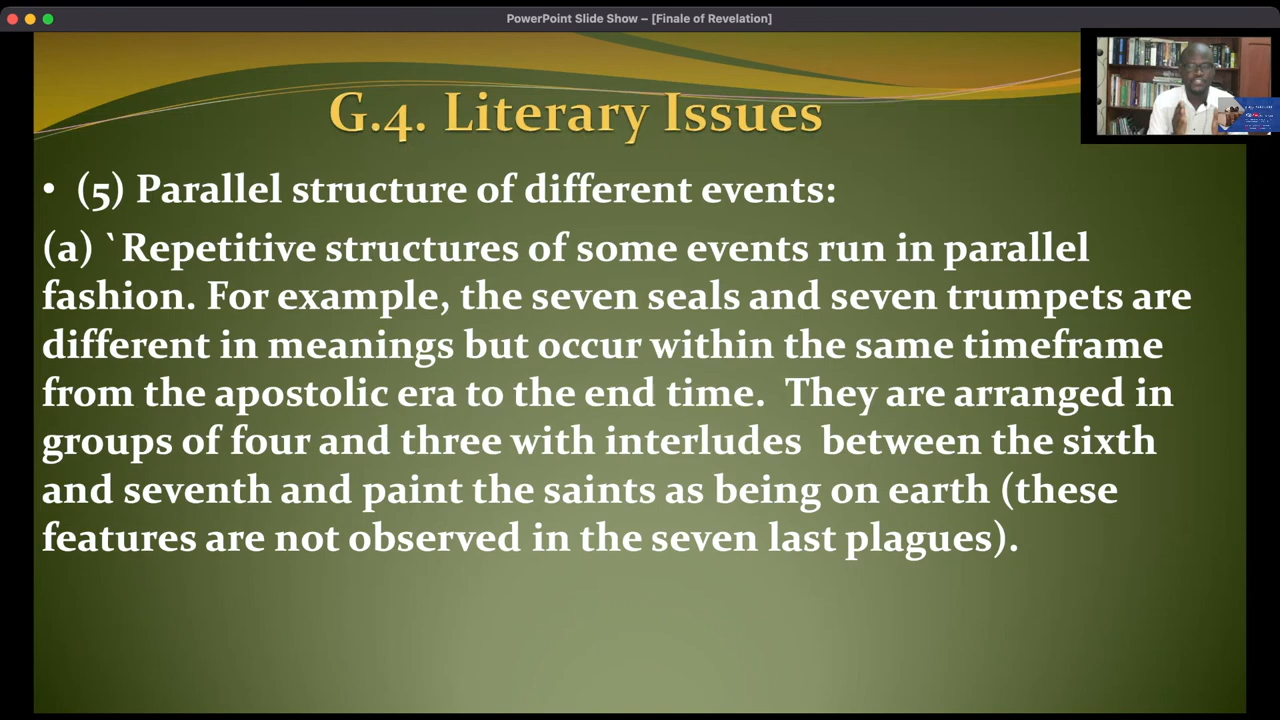 PowerPoint Slide Show – [Finale of Revelation]
G.4. Literary Issues
• (5) Parallel structure of different events:
(a) `Repetitive structures of some events run in parallel
fashion. For example, the seven seals and seven trumpets are
different in meanings but occur within the same timeframe
from the apostolic era to the end time.  They are arranged in
groups of four and three with interludes  between the sixth
and seventh and paint the saints as being on earth (these
features are not observed in the seven last plagues).